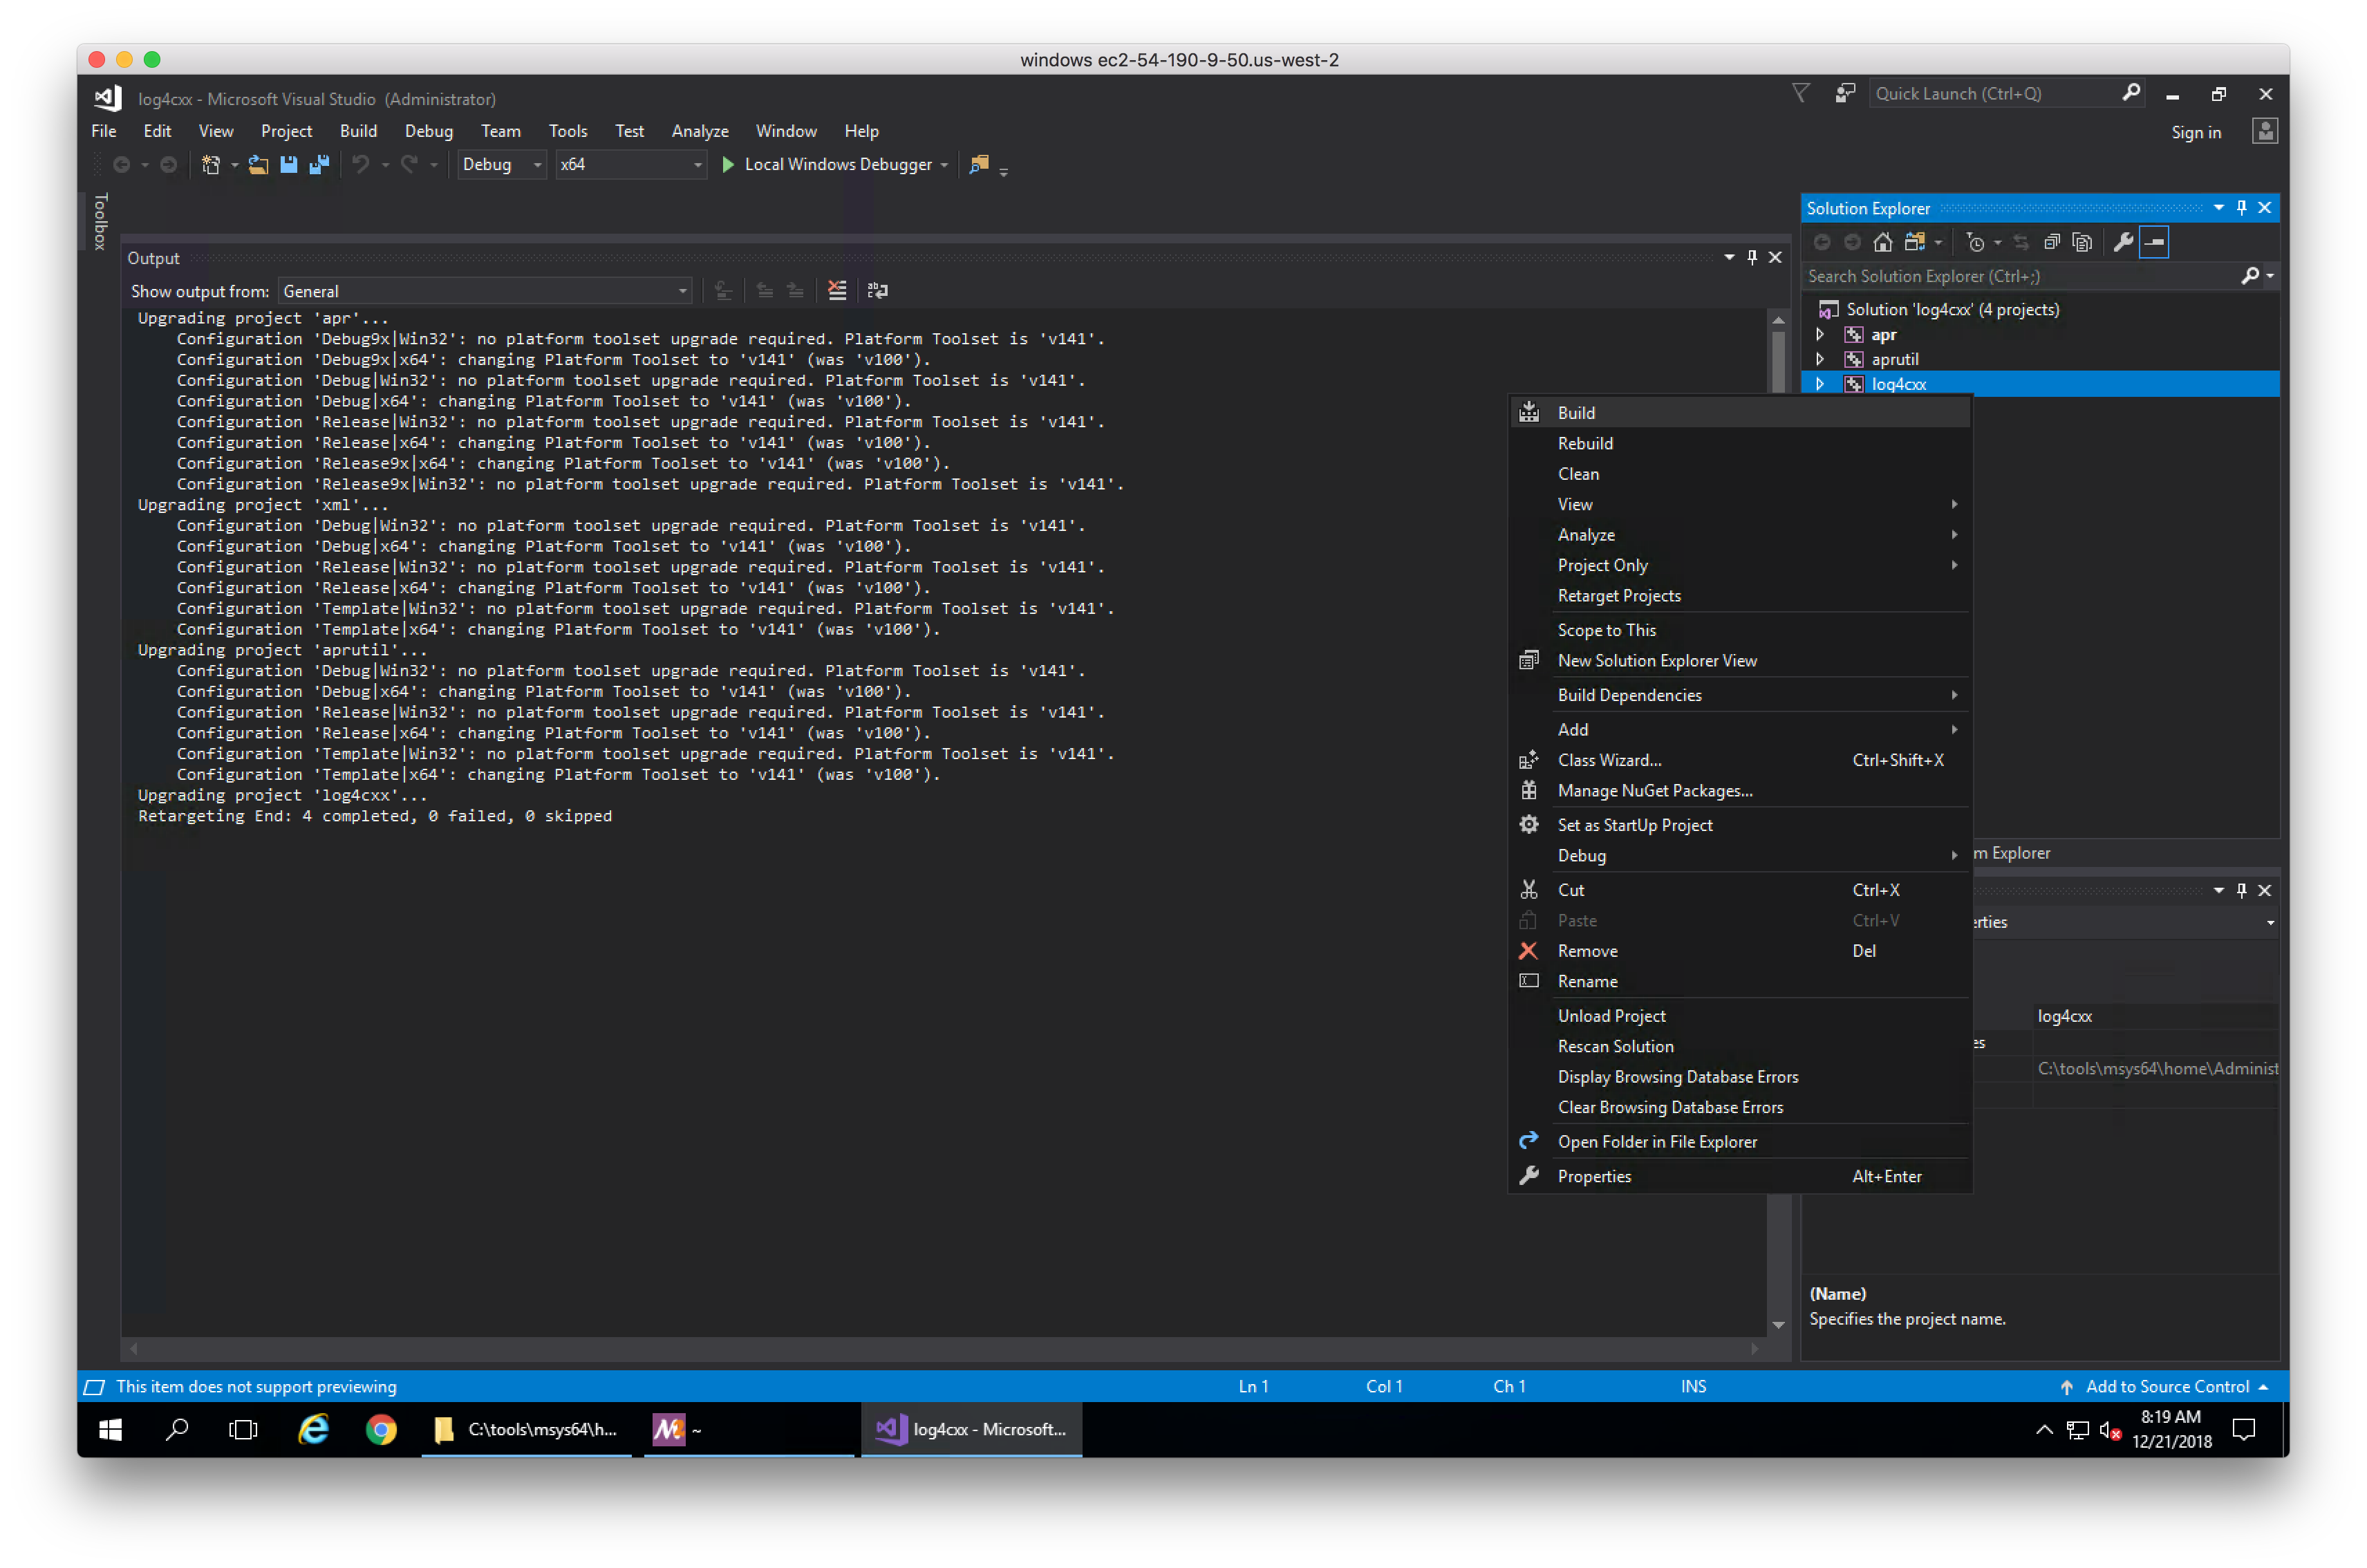 windows ec2-54-190-9-50.us-west-2
log4cxx - Microsoft Visual Studio (Administrator)
Quick Launch (Ctrl+Q)
File Edit View Project Build Debug Team Tools Test Analyze Window Help
Sign in
Debug x64 Local Windows Debugger
Toolbox
Output
Show output from: General
Upgrading project 'apr'...
Configuration 'Debug9x|Win32': no platform toolset upgrade required. Platform Toolset is 'v141'.
Configuration 'Debug9x|x64': changing Platform Toolset to 'v141' (was 'v100').
Configuration 'Debug|Win32': no platform toolset upgrade required. Platform Toolset is 'v141'.
Configuration 'Debug|x64': changing Platform Toolset to 'v141' (was 'v100').
Configuration 'Release|Win32': no platform toolset upgrade required. Platform Toolset is 'v141'.
Configuration 'Release|x64': changing Platform Toolset to 'v141' (was 'v100').
Configuration 'Release9x|x64': changing Platform Toolset to 'v141' (was 'v100').
Configuration 'Release9x|Win32': no platform toolset upgrade required. Platform Toolset is 'v141'.
Upgrading project 'xml'...
Configuration 'Debug|Win32': no platform toolset upgrade required. Platform Toolset is 'v141'.
Configuration 'Debug|x64': changing Platform Toolset to 'v141' (was 'v100').
Configuration 'Release|Win32': no platform toolset upgrade required. Platform Toolset is 'v141'.
Configuration 'Release|x64': changing Platform Toolset to 'v141' (was 'v100').
Configuration 'Template|Win32': no platform toolset upgrade required. Platform Toolset is 'v141'.
Configuration 'Template|x64': changing Platform Toolset to 'v141' (was 'v100').
Upgrading project 'aprutil'...
Configuration 'Debug|Win32': no platform toolset upgrade required. Platform Toolset is 'v141'.
Configuration 'Debug|x64': changing Platform Toolset to 'v141' (was 'v100').
Configuration 'Release|Win32': no platform toolset upgrade required. Platform Toolset is 'v141'.
Configuration 'Release|x64': changing Platform Toolset to 'v141' (was 'v100').
Configuration 'Template|Win32': no platform toolset upgrade required. Platform Toolset is 'v141'.
Configuration 'Template|x64': changing Platform Toolset to 'v141' (was 'v100').
Upgrading project 'log4cxx'...
Retargeting End: 4 completed, 0 failed, 0 skipped
Solution Explorer
Search Solution Explorer (Ctrl+;)
Solution 'log4cxx' (4 projects)
apr
aprutil
log4cxx
Build
Rebuild
Clean
View
Analyze
Project Only
Retarget Projects
Scope to This
New Solution Explorer View
Build Dependencies
Add
Class Wizard... Ctrl+Shift+X
Manage NuGet Packages...
Set as StartUp Project
Debug
Cut Ctrl+X
Paste Ctrl+V
Remove Del
Rename
Unload Project
Rescan Solution
Display Browsing Database Errors
Clear Browsing Database Errors
Open Folder in File Explorer
Properties Alt+Enter
m Explorer
erties
log4cxx
es
C:\tools\msys64\home\Administ
(Name)
Specifies the project name.
This item does not support previewing
Ln 1 Col 1 Ch 1 INS
Add to Source Control
C:\tools\msys64\h...
~
log4cxx - Microsoft...
8:19 AM
12/21/2018